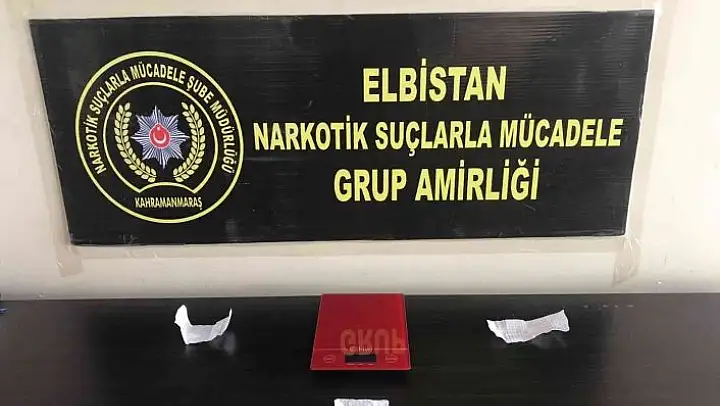 NARKOTİK SUÇLARLA MÜCADELE ŞUBE MÜDÜRLÜĞÜ
KAHRAMANMARAŞ
ELBİSTAN
NARKOTİK SUÇLARLA MÜCADELE
GRUP AMİRLİĞİ